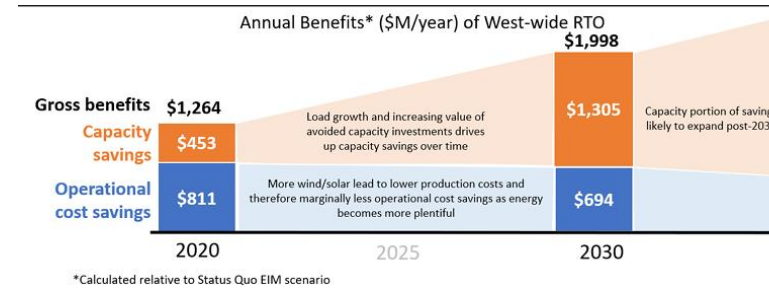 Annual Benefits* ($M/year) of West-wide RTO
$1,998
Gross benefits $1,264
Capacity savings
$453
Load growth and increasing value of
avoided capacity investments drives
up capacity savings over time
$1,305
Capacity portion of saving
likely to expand post-203
Operational
cost savings
$811
More wind/solar lead to lower production costs and
therefore marginally less operational cost savings as energy
becomes more plentiful
$694
2020 2025 2030
*Calculated relative to Status Quo EIM scenario